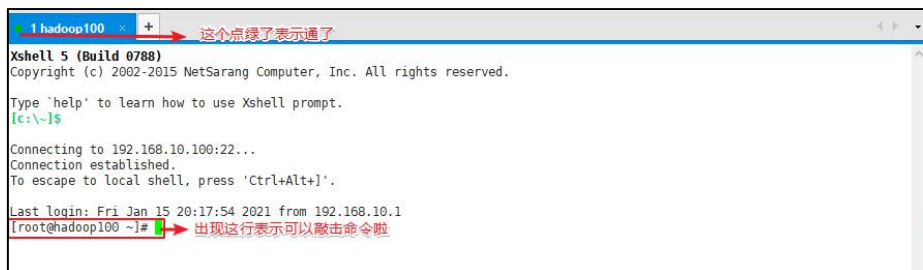 1 hadoop100 × +
这个点绿了表示通了
Xshell 5 (Build 0788)
Copyright (c) 2002-2015 NetSarang Computer, Inc. All rights reserved.
Type `help' to learn how to use Xshell prompt.
[c:\~]$
Connecting to 192.168.10.100:22...
Connection established.
To escape to local shell, press 'Ctrl+Alt+]'.
Last login: Fri Jan 15 20:17:54 2021 from 192.168.10.1
[root@hadoop100 ~]# 出现这行表示可以敲击命令啦